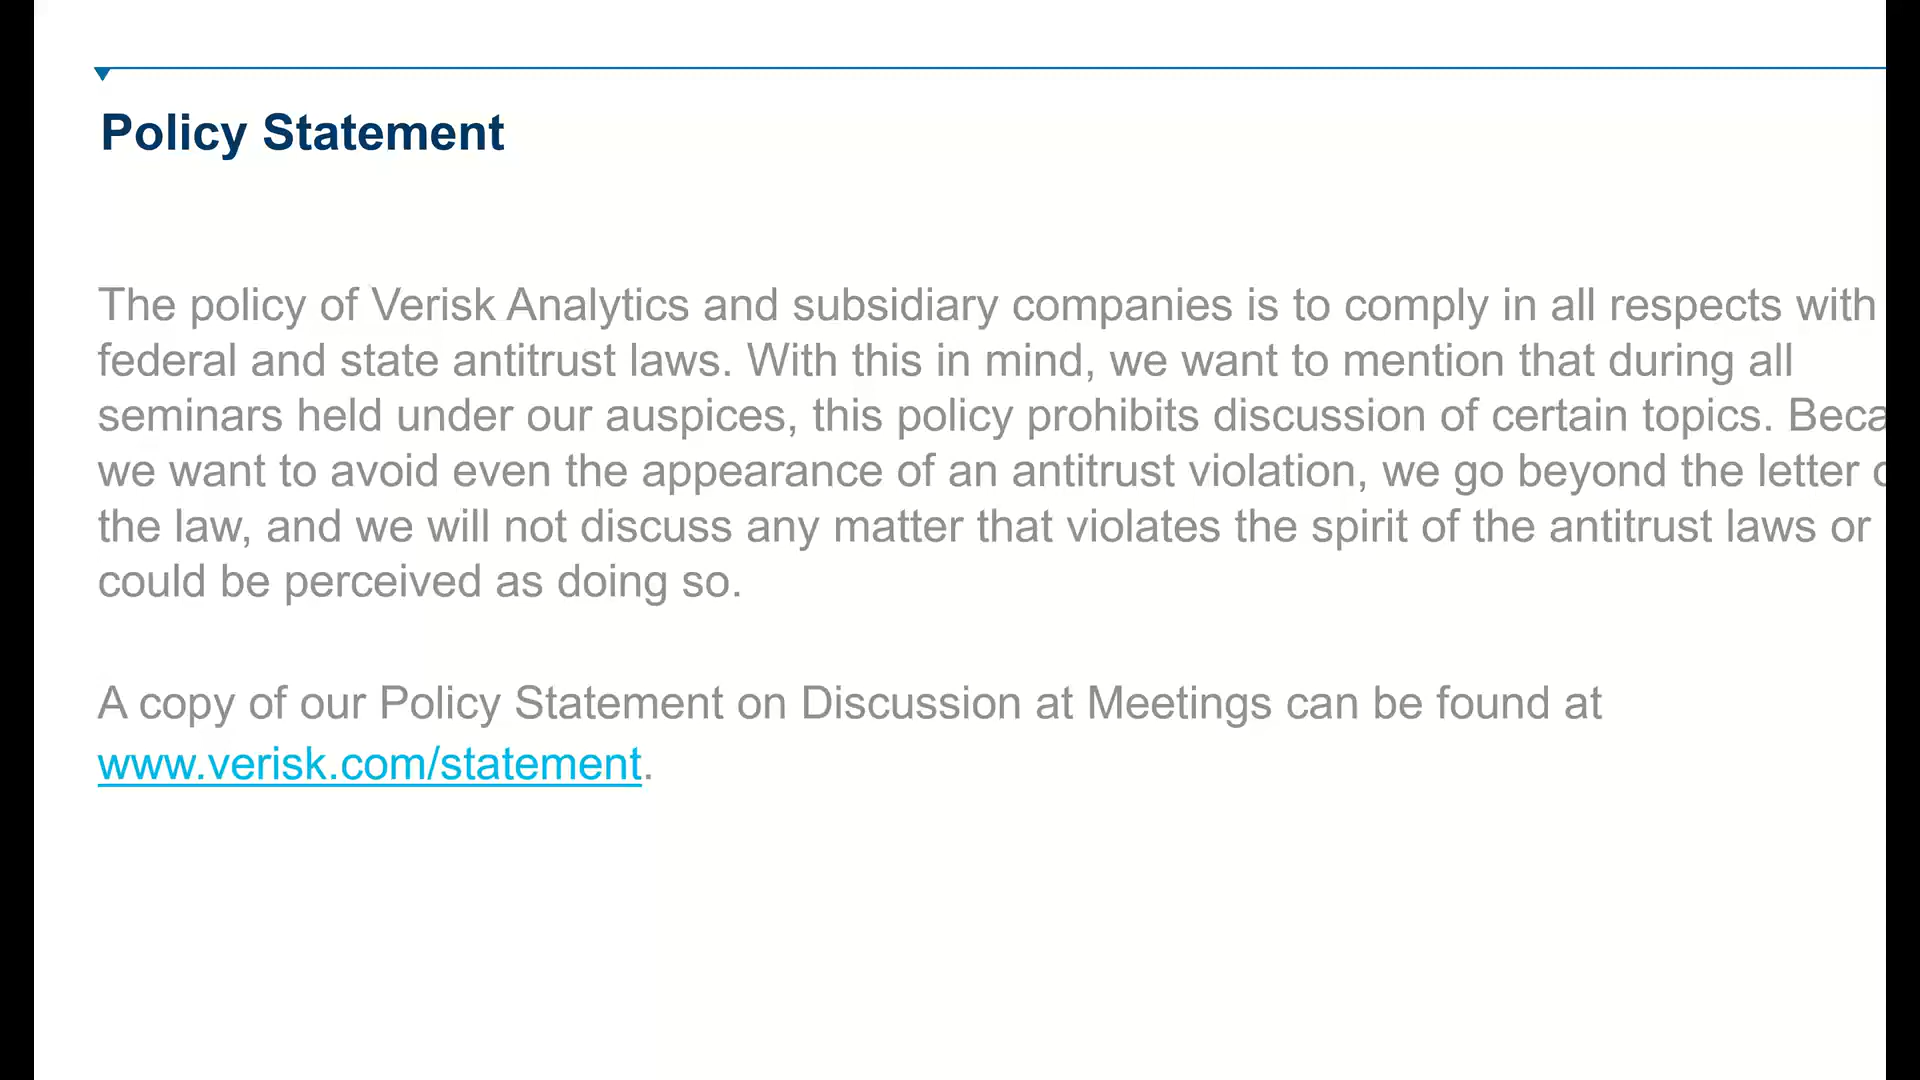 Policy Statement
The policy of Verisk Analytics and subsidiary companies is to comply in all respects with
federal and state antitrust laws. With this in mind, we want to mention that during all
seminars held under our auspices, this policy prohibits discussion of certain topics. Beca
we want to avoid even the appearance of an antitrust violation, we go beyond the letter
the law, and we will not discuss any matter that violates the spirit of the antitrust laws or
could be perceived as doing so.
A copy of our Policy Statement on Discussion at Meetings can be found at
www.verisk.com/statement.